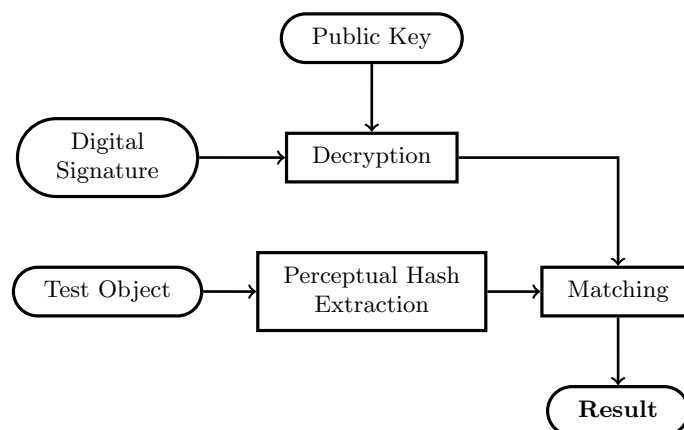 Public Key
Digital
Signature
Decryption
Test Object
Perceptual Hash
Extraction
Matching
Result